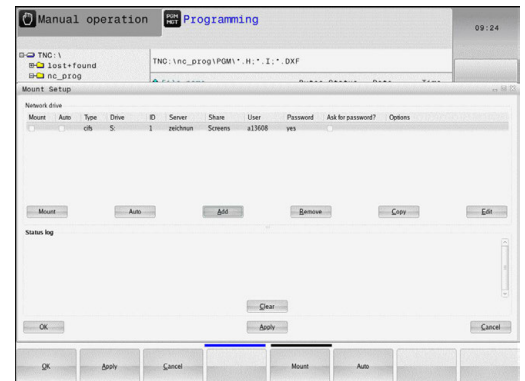 Manual operation
PGM MGT Programming
09:24
TNC:\
lost+found
nc_prog
TNC:\nc_prog\PGM\*.H;*.I;*.DXF
Mount Setup
Network drive
Mount Auto Type Drive ID Server Share User Password Ask for password? Options
cifs S: 1 zeichnun Screens a13608 yes
Mount Auto Add Remove Copy Edit
Status log
Clear
OK Apply Cancel
OK Apply Cancel Mount Auto